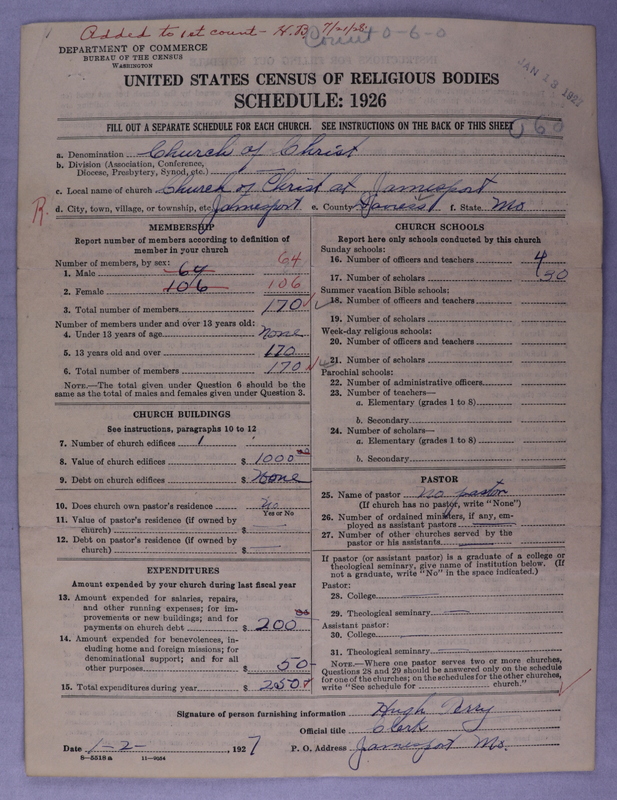 Added to 1st count - H.B. 7/21/28.
Count 0-6-0
DEPARTMENT OF COMMERCE
BUREAU OF THE CENSUS
WASHINGTON
JAN 13 1927
UNITED STATES CENSUS OF RELIGIOUS BODIES
SCHEDULE: 1926
FILL OUT A SEPARATE SCHEDULE FOR EACH CHURCH. SEE INSTRUCTIONS ON THE BACK OF THIS SHEET
060
a. Denomination Church of Christ
b. Division (Association, Conference, Diocese, Presbytery, Synod, etc.)
c. Local name of church Church of Christ at Jamesport
R.
d. City, town, village, or township, etc. Jamesport e. County Daviess f. State Mo
MEMBERSHIP
Report number of members according to definition of
member in your church
Number of members, by sex:
1. Male 64 64
2. Female 106 106
3. Total number of members 170
Number of members under and over 13 years old:
4. Under 13 years of age None
5. 13 years old and over 170
6. Total number of members 170
NOTE.—The total given under Question 6 should be
same as the total of males and females given under Question 3.
CHURCH BUILDINGS
See instructions, paragraphs 10 to 12
7. Number of church edifices 1
8. Value of church edifices $ 1000 00
9. Debt on church edifices $ None
10. Does church own pastor's residence No
Yes or No
11. Value of pastor's residence (if owned by
church) $
12. Debt on pastor's residence (if owned by
church) $
EXPENDITURES
Amount expended by your church during last fiscal year
13. Amount expended for salaries, repairs,
and other running expenses; for im-
provements or new buildings; and for
payments on church debt $ 200 00
14. Amount expended for benevolences, in-
cluding home and foreign missions; for
denominational support; and for all
other purposes $ 50-
15. Total expenditures during year $ 250
CHURCH SCHOOLS
Report here only schools conducted by this church
Sunday schools:
16. Number of officers and teachers 4
17. Number of scholars 50
Summer vacation Bible schools:
18. Number of officers and teachers
19. Number of scholars
Week-day religious schools:
20. Number of officers and teachers
21. Number of scholars
Parochial schools:
22. Number of administrative officers
23. Number of teachers—
a. Elementary (grades 1 to 8)
b. Secondary
24. Number of scholars—
a. Elementary (grades 1 to 8)
b. Secondary
PASTOR
25. Name of pastor No pastor
(If church has no pastor, write "None")
26. Number of ordained ministers, if any, em-
ployed as assistant pastors
27. Number of other churches served by the
pastor or his assistants
If pastor (or assistant pastor) is a graduate of a college or
theological seminary, give name of institution below. (If
not a graduate, write "No" in the space indicated.)
Pastor:
28. College
29. Theological seminary
Assistant pastor:
30. College
31. Theological seminary
NOTE.—Where one pastor serves two or more churches,
Questions 28 and 29 should be answered only on the schedule
for one of the churches; on the schedules for the other churches,
write "See schedule for church."
Signature of person furnishing information Hugh Terry
Official title Clerk
Date 1-2- , 1927 P. O. Address Jamesport Mo.
8—5518 a 11—9054